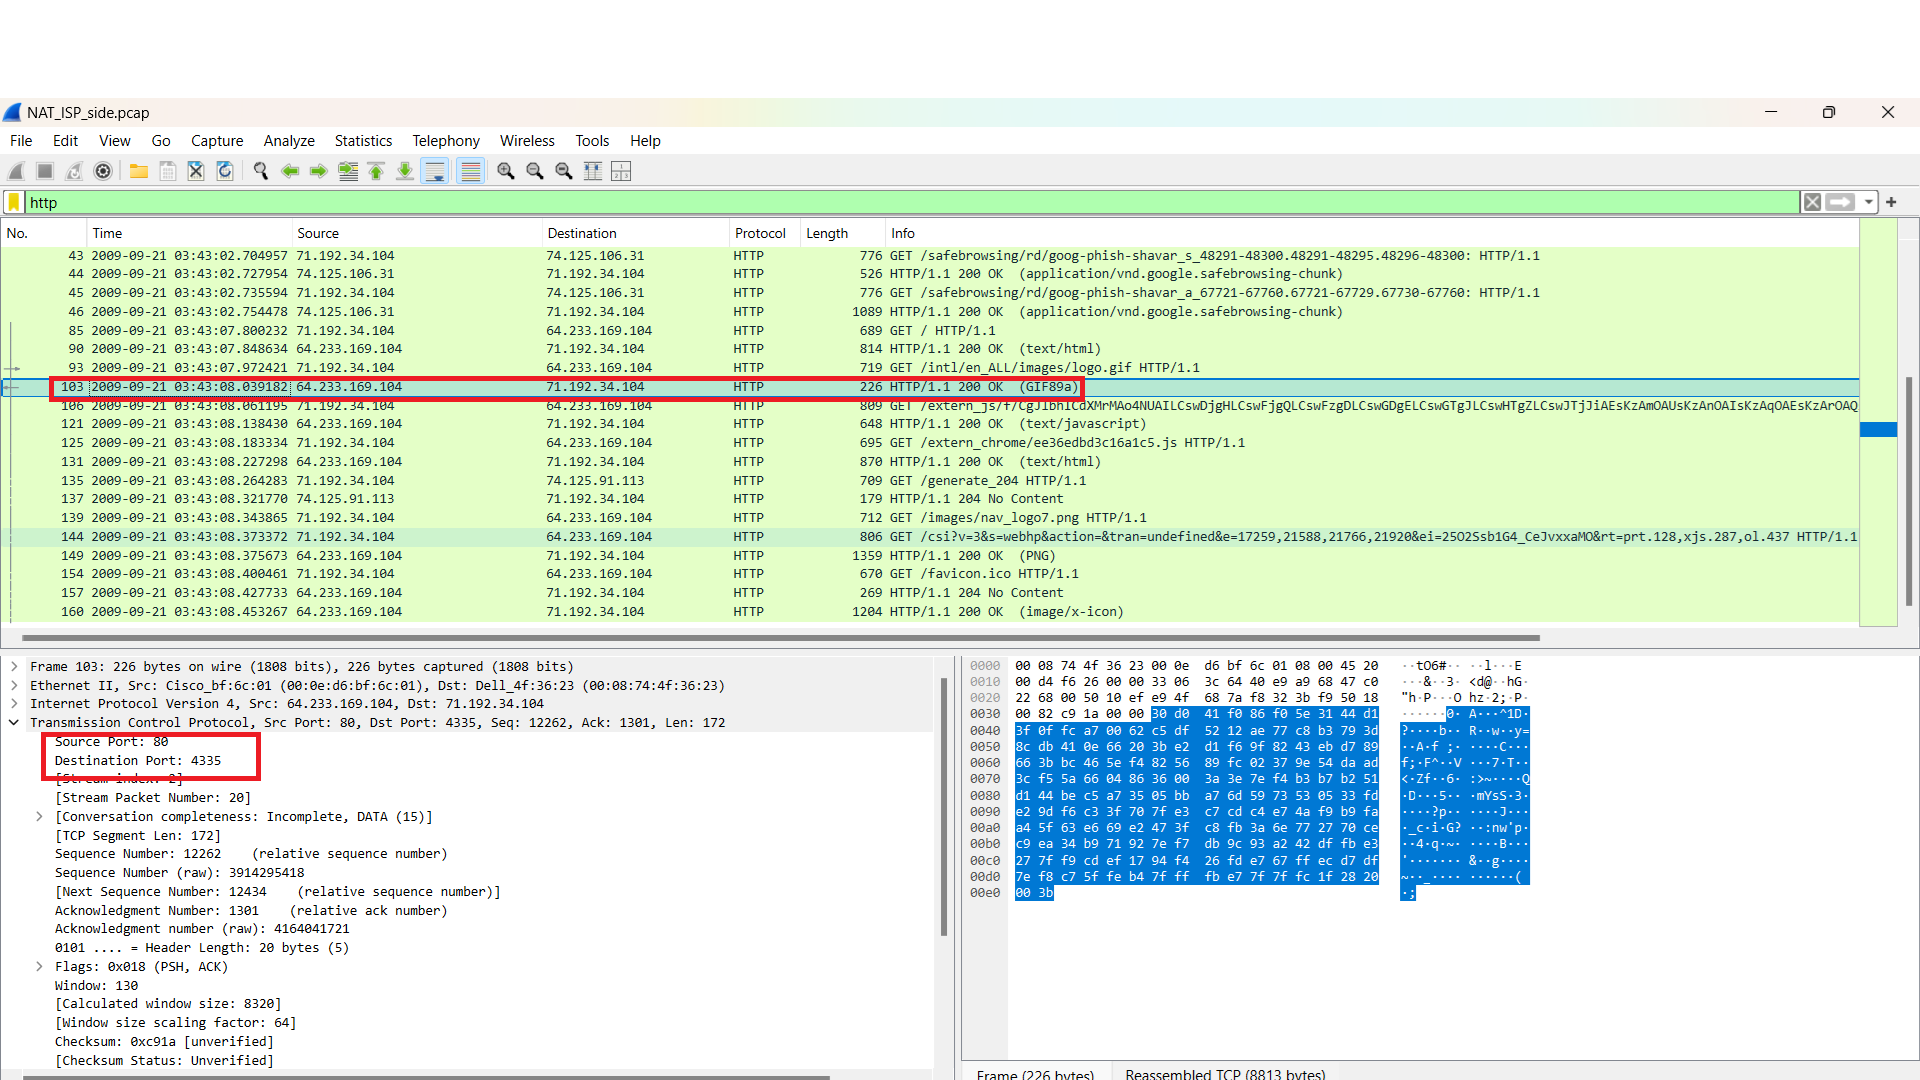 NAT_ISP_side.pcap
File Edit View Go Capture Analyze Statistics Telephony Wireless Tools Help
http
No. Time Source Destination Protocol Length Info
43 2009-09-21 03:43:02.704957 71.192.34.104 74.125.106.31 HTTP 776 GET /safebrowsing/rd/goog-phish-shavar_s_48291-48300.48291-48295.48296-48300: HTTP/1.1
44 2009-09-21 03:43:02.727954 74.125.106.31 71.192.34.104 HTTP 526 HTTP/1.1 200 OK (application/vnd.google.safebrowsing-chunk)
45 2009-09-21 03:43:02.735594 71.192.34.104 74.125.106.31 HTTP 776 GET /safebrowsing/rd/goog-phish-shavar_a_67721-67760.67721-67729.67730-67760: HTTP/1.1
46 2009-09-21 03:43:02.754478 74.125.106.31 71.192.34.104 HTTP 1089 HTTP/1.1 200 OK (application/vnd.google.safebrowsing-chunk)
85 2009-09-21 03:43:07.800232 71.192.34.104 64.233.169.104 HTTP 689 GET / HTTP/1.1
90 2009-09-21 03:43:07.848634 64.233.169.104 71.192.34.104 HTTP 814 HTTP/1.1 200 OK (text/html)
93 2009-09-21 03:43:07.972421 71.192.34.104 64.233.169.104 HTTP 719 GET /intl/en_ALL/images/logo.gif HTTP/1.1
103 2009-09-21 03:43:08.039182 64.233.169.104 71.192.34.104 HTTP 226 HTTP/1.1 200 OK (GIF89a)
106 2009-09-21 03:43:08.061195 71.192.34.104 64.233.169.104 HTTP 809
121 2009-09-21 03:43:08.138430 64.233.169.104 71.192.34.104 HTTP 648 HTTP/1.1 200 OK (text/javascript)
125 2009-09-21 03:43:08.183334 71.192.34.104 64.233.169.104 HTTP 695 GET /extern_chrome/ee36edbd3c16a1c5.js HTTP/1.1
131 2009-09-21 03:43:08.227298 64.233.169.104 71.192.34.104 HTTP 870 HTTP/1.1 200 OK (text/html)
135 2009-09-21 03:43:08.264283 71.192.34.104 74.125.91.113 HTTP 709 GET /generate_204 HTTP/1.1
137 2009-09-21 03:43:08.321770 74.125.91.113 71.192.34.104 HTTP 179 HTTP/1.1 204 No Content
139 2009-09-21 03:43:08.343865 71.192.34.104 64.233.169.104 HTTP 712 GET /images/nav_logo7.png HTTP/1.1
144 2009-09-21 03:43:08.373372 71.192.34.104 64.233.169.104 HTTP 806 GET /csi?v=3&s=webhp&action=&tran=undefined&e=17259,21588,21766,21920&ei=25O2Ssb1G4_CeJvxxaMO&rt=prt.128,xjs.287,ol.437 HTTP/1.1
149 2009-09-21 03:43:08.375673 64.233.169.104 71.192.34.104 HTTP 1359 HTTP/1.1 200 OK (PNG)
154 2009-09-21 03:43:08.400461 71.192.34.104 64.233.169.104 HTTP 670 GET /favicon.ico HTTP/1.1
157 2009-09-21 03:43:08.427733 64.233.169.104 71.192.34.104 HTTP 269 HTTP/1.1 204 No Content
160 2009-09-21 03:43:08.453267 64.233.169.104 71.192.34.104 HTTP 1204 HTTP/1.1 200 OK (image/x-icon)
Frame 103: 226 bytes on wire (1808 bits), 226 bytes captured (1808 bits)
Ethernet II, Src: Cisco_bf:6c:01 (00:0e:d6:bf:6c:01), Dst: Dell_4f:36:23 (00:08:74:4f:36:23)
Internet Protocol Version 4, Src: 64.233.169.104, Dst: 71.192.34.104
Transmission Control Protocol, Src Port: 80, Dst Port: 4335, Seq: 12262, Ack: 1301, Len: 172
Source Port: 80
Destination Port: 4335
[Stream index: 2]
[Stream Packet Number: 20]
[Conversation completeness: Incomplete, DATA (15)]
[TCP Segment Len: 172]
Sequence Number: 12262 (relative sequence number)
Sequence Number (raw): 3914295418
[Next Sequence Number: 12434 (relative sequence number)]
Acknowledgment Number: 1301 (relative ack number)
Acknowledgment number (raw): 4164041721
0101 .... = Header Length: 20 bytes (5)
Flags: 0x018 (PSH, ACK)
Window: 130
[Calculated window size: 8320]
[Window size scaling factor: 64]
Checksum: 0xc91a [unverified]
[Checksum Status: Unverified]
0000 00 08 74 4f 36 23 00 0e d6 bf 6c 01 08 00 45 20 ··tO6#·· ··l···E
0010 00 d4 f6 26 00 00 33 06 3c 64 40 e9 a9 68 47 c0 ···&··3· <d@··hG·
0020 22 68 00 50 10 ef e9 4f 68 7a f8 32 3b f9 50 18 "h·P···O hz·2;·P·
0030 00 82 c9 1a 00 00 30 d0 41 f0 86 f0 5e 31 44 d1 ······0· A···^1D·
0040 3f 0f fc a7 00 62 c5 df 52 12 ae 77 c8 b3 79 3d ?····b·· R··w··y=
0050 8c db 41 0e 66 20 3b e2 d1 f6 9f 82 43 eb d7 89 ··A·f ;· ····C···
0060 66 3b bc 46 5e f4 82 56 89 fc 02 37 9e 54 da ad f;·F^··V ···7·T··
0070 3c f5 5a 66 04 86 36 00 3a 3e 7e f4 b3 b7 b2 51 <·Zf··6· :>~····Q
0080 d1 44 be c5 a7 35 05 bb a7 6d 59 73 53 05 33 fd ·D···5·· ·mYsS·3·
0090 e2 9d f6 c3 3f 70 7f e3 c7 cd c4 e7 4a f9 b9 fa ····?p·· ····J···
00a0 a4 5f 63 e6 69 e2 47 3f c8 fb 3a 6e 77 27 70 ce ·_c·i·G? ··:nw'p·
00b0 c9 ea 34 b9 71 92 7e f7 db 9c 93 a2 42 df fb e3 ··4·q·~· ····B···
00c0 27 7f f9 cd ef 17 94 f4 26 fd e7 67 ff ec d7 df '······· &··g····
00d0 7e f8 c7 5f fe b4 7f ff fb e7 7f 7f fc 1f 28 20 ~··_···· ······(
00e0 00 3b ·;
Frame (226 bytes) Reassembled TCP (8813 bytes)